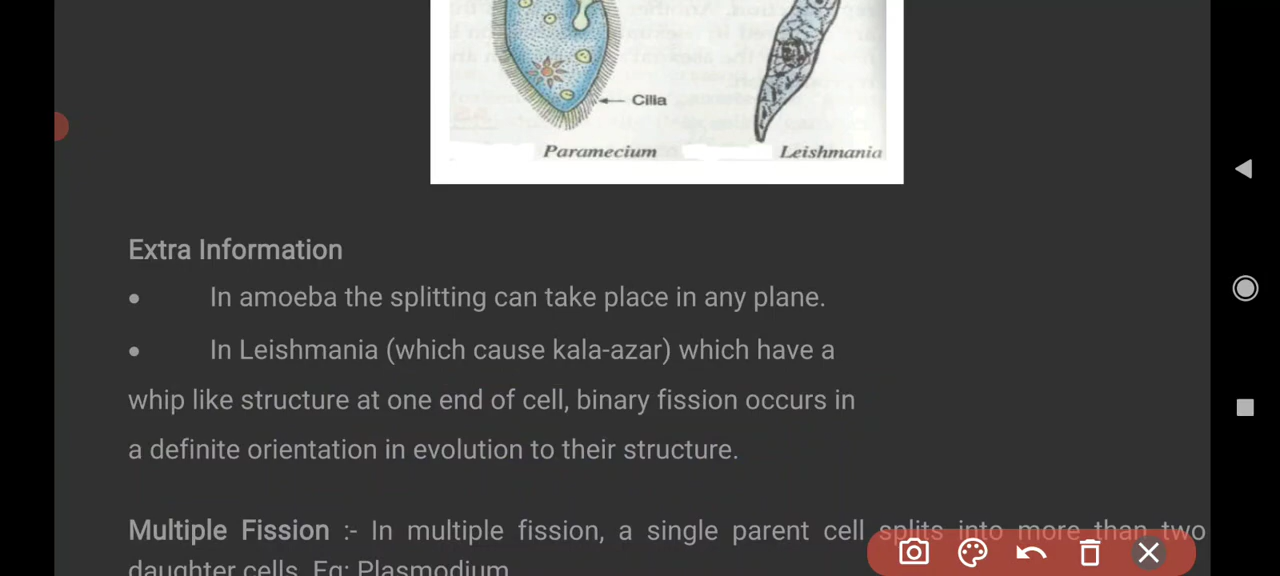 Cilia
Paramecium
Leishmania
Extra Information
• In amoeba the splitting can take place in any plane.
• In Leishmania (which cause kala-azar) which have a
whip like structure at one end of cell, binary fission occurs in
a definite orientation in evolution to their structure.
Multiple Fission :- In multiple fission, a single parent cell splits into more than two
daughter cells. Eg: Plasmodium